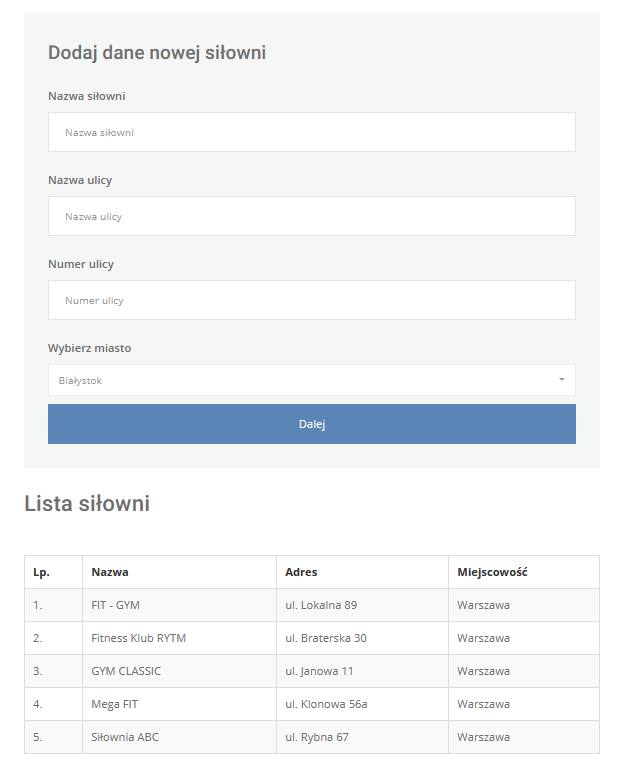 Dodaj dane nowej siłowni
Nazwa siłowni
Nazwa siłowni
Nazwa ulicy
Nazwa ulicy
Numer ulicy
Numer ulicy
Wybierz miasto
Białystok
Dalej
Lista siłowni
Lp. Nazwa Adres Miejscowość
1. FIT - GYM ul. Lokalna 89 Warszawa
2. Fitness Klub RYTM ul. Braterska 30 Warszawa
3. GYM CLASSIC ul. Janowa 11 Warszawa
4. Mega FIT ul. Klonowa 56a Warszawa
5. Siłownia ABC ul. Rybna 67 Warszawa